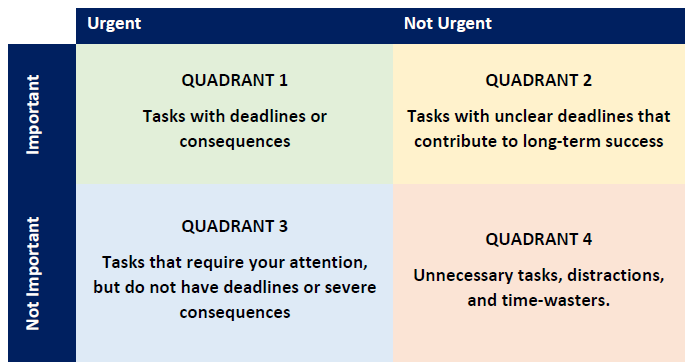 Urgent
Not Urgent
Important
QUADRANT 1
Tasks with deadlines or
consequences
QUADRANT 2
Tasks with unclear deadlines that
contribute to long-term success
Not Important
QUADRANT 3
Tasks that require your attention,
but do not have deadlines or severe
consequences
QUADRANT 4
Unnecessary tasks, distractions,
and time-wasters.